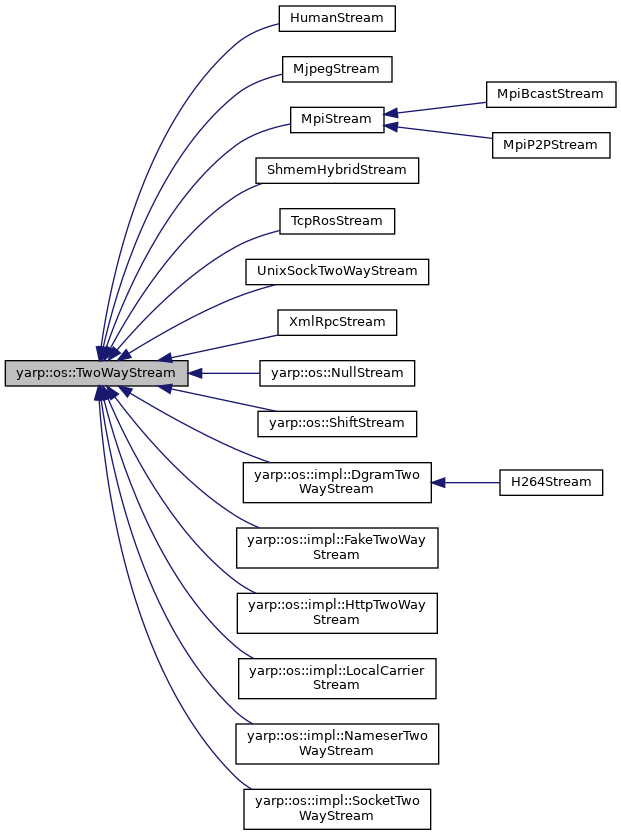 HumanStream
MjpegStream
MpiBcastStream
MpiStream
MpiP2PStream
ShmemHybridStream
TcpRosStream
UnixSockTwoWayStream
XmlRpcStream
yarp::os::TwoWayStream
yarp::os::NullStream
yarp::os::ShiftStream
yarp::os::impl::DgramTwo
WayStream
H264Stream
yarp::os::impl::FakeTwoWay
Stream
yarp::os::impl::HttpTwoWay
Stream
yarp::os::impl::LocalCarrier
Stream
yarp::os::impl::NameserTwo
WayStream
yarp::os::impl::SocketTwo
WayStream